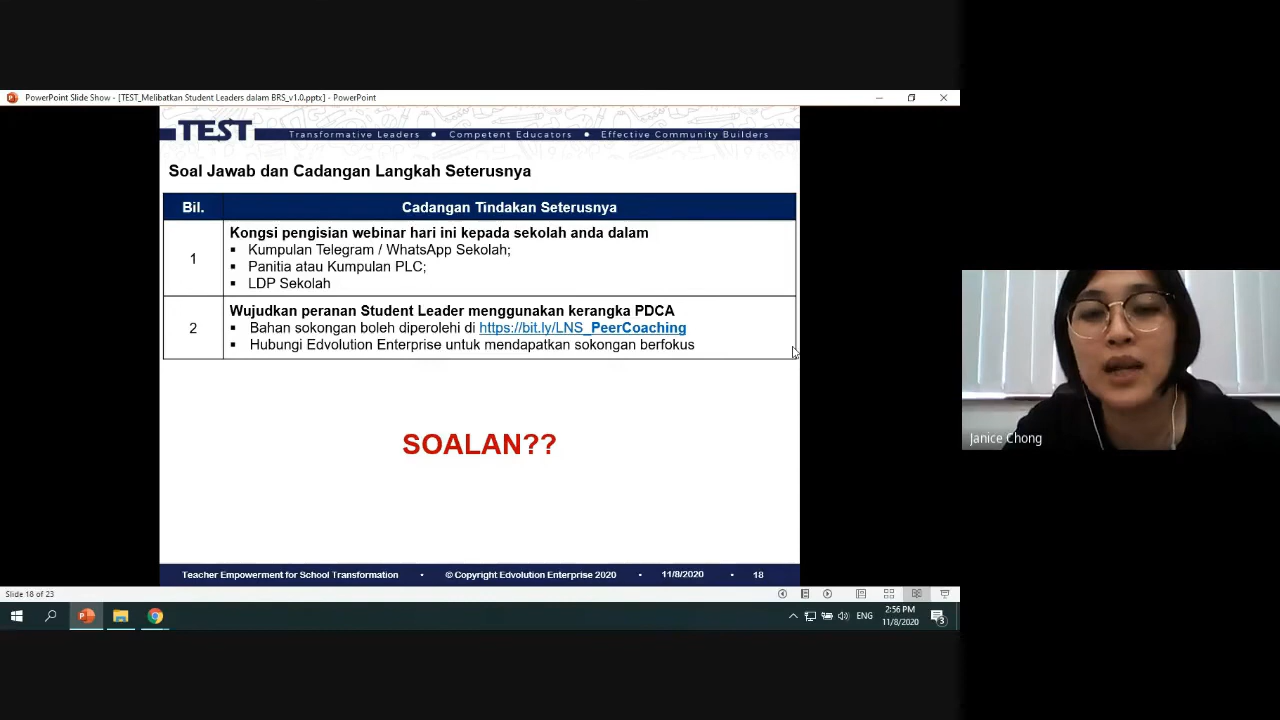 PowerPoint Slide Show - [TEST_Melibatkan Student Leaders dalam BRS_v1.0.pptx] - PowerPoint
TEST
Transformative Leaders • Competent Educators • Effective Community Builders
Soal Jawab dan Cadangan Langkah Seterusnya
Bil. Cadangan Tindakan Seterusnya
1
Kongsi pengisian webinar hari ini kepada sekolah anda dalam
▪ Kumpulan Telegram / WhatsApp Sekolah;
▪ Panitia atau Kumpulan PLC;
▪ LDP Sekolah
2
Wujudkan peranan Student Leader menggunakan kerangka PDCA
▪ Bahan sokongan boleh diperolehi di https://bit.ly/LNS_PeerCoaching
▪ Hubungi Edvolution Enterprise untuk mendapatkan sokongan berfokus
SOALAN??
Teacher Empowerment for School Transformation • © Copyright Edvolution Enterprise 2020 • 11/8/2020 • 18
Slide 18 of 23
ENG
2:56 PM
11/8/2020
3
Janice Chong